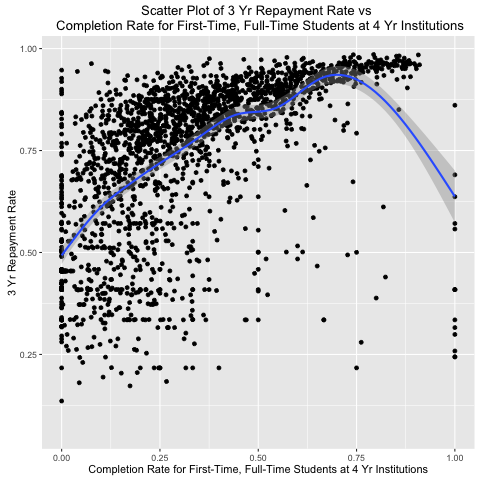 Scatter Plot of 3 Yr Repayment Rate vs
Completion Rate for First-Time, Full-Time Students at 4 Yr Institutions
1.00
0.75
3 Yr Repayment Rate
0.50
0.25
0.00 0.25 0.50 0.75 1.00
Completion Rate for First-Time, Full-Time Students at 4 Yr Institutions